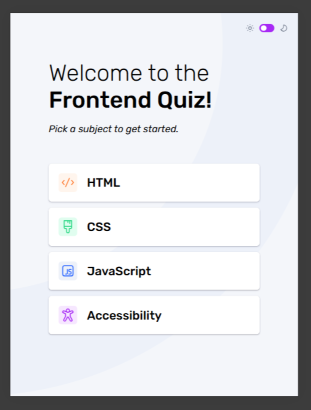 Welcome to the
Frontend Quiz!
Pick a subject to get started.
HTML
CSS
JavaScript
Accessibility